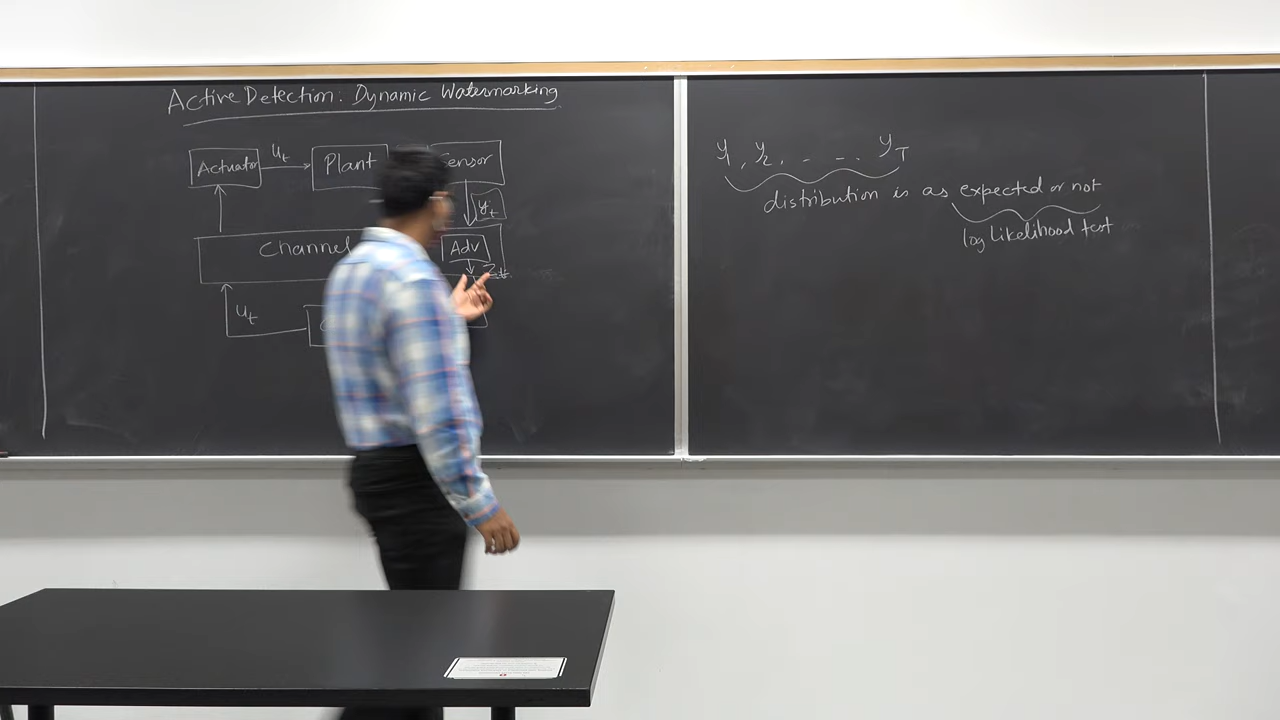 Active Detection: Dynamic Watermarking
Actuator
u_t
Plant
y_t
Channel
Adv
z_t
u_t
y_1, y_2, . . -. y_T
distribution is as expected or not
log likelihood test